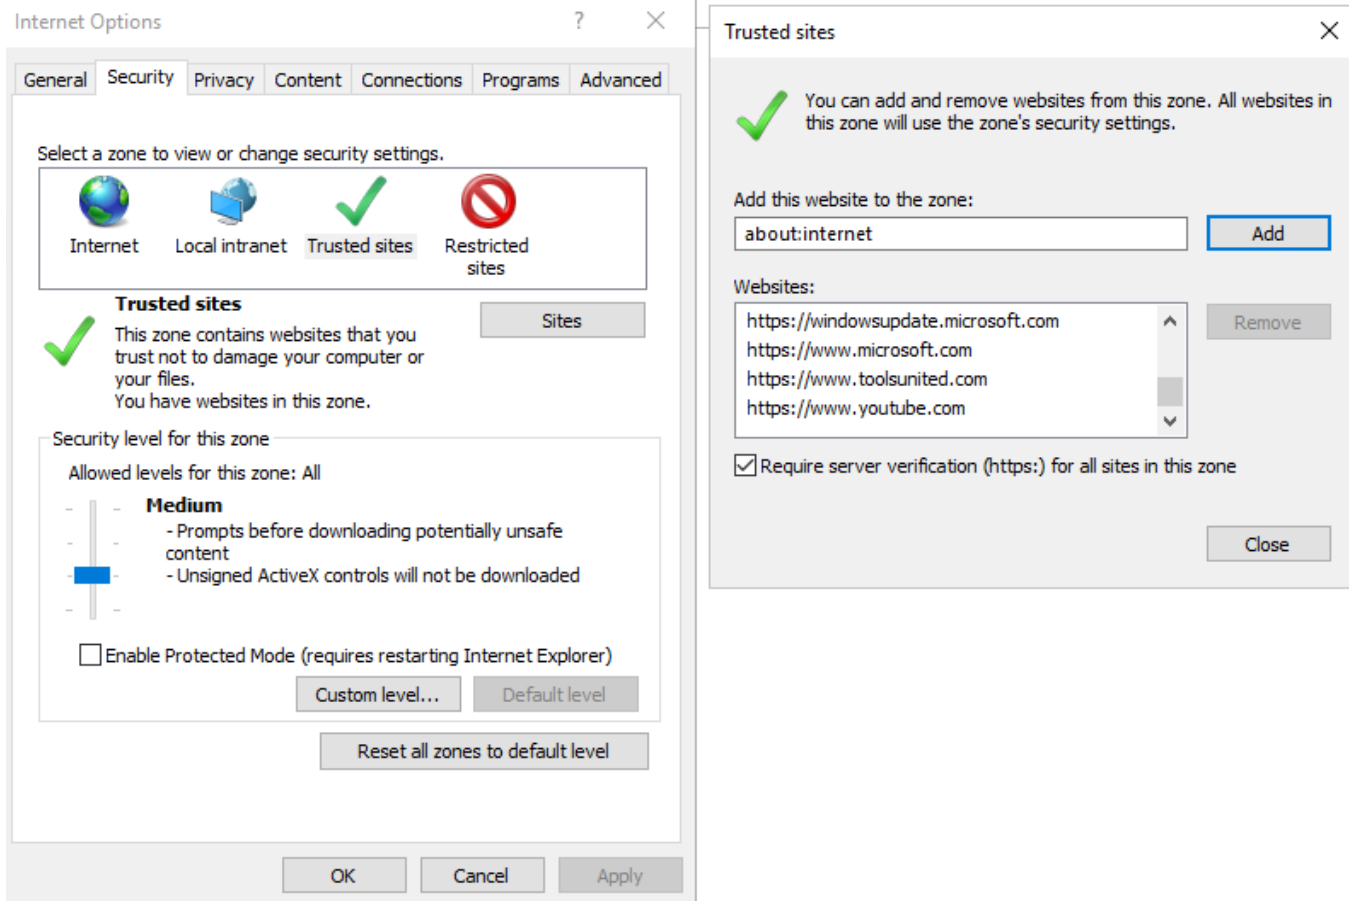 Internet Options
?
General Security Privacy Content Connections Programs Advanced
Select a zone to view or change security settings.
Internet
Local intranet
Trusted sites
Restricted
sites
Trusted sites
Sites
This zone contains websites that you
trust not to damage your computer or
your files.
You have websites in this zone.
Security level for this zone
Allowed levels for this zone: All
Medium
- Prompts before downloading potentially unsafe
content
- Unsigned ActiveX controls will not be downloaded
Enable Protected Mode (requires restarting Internet Explorer)
Custom level...
Default level
Reset all zones to default level
OK
Cancel
Apply
Trusted sites
You can add and remove websites from this zone. All websites in
this zone will use the zone's security settings.
Add this website to the zone:
about:internet
Add
Websites:
https://windowsupdate.microsoft.com
https://www.microsoft.com
https://www.toolsunited.com
https://www.youtube.com
Remove
Require server verification (https:) for all sites in this zone
Close